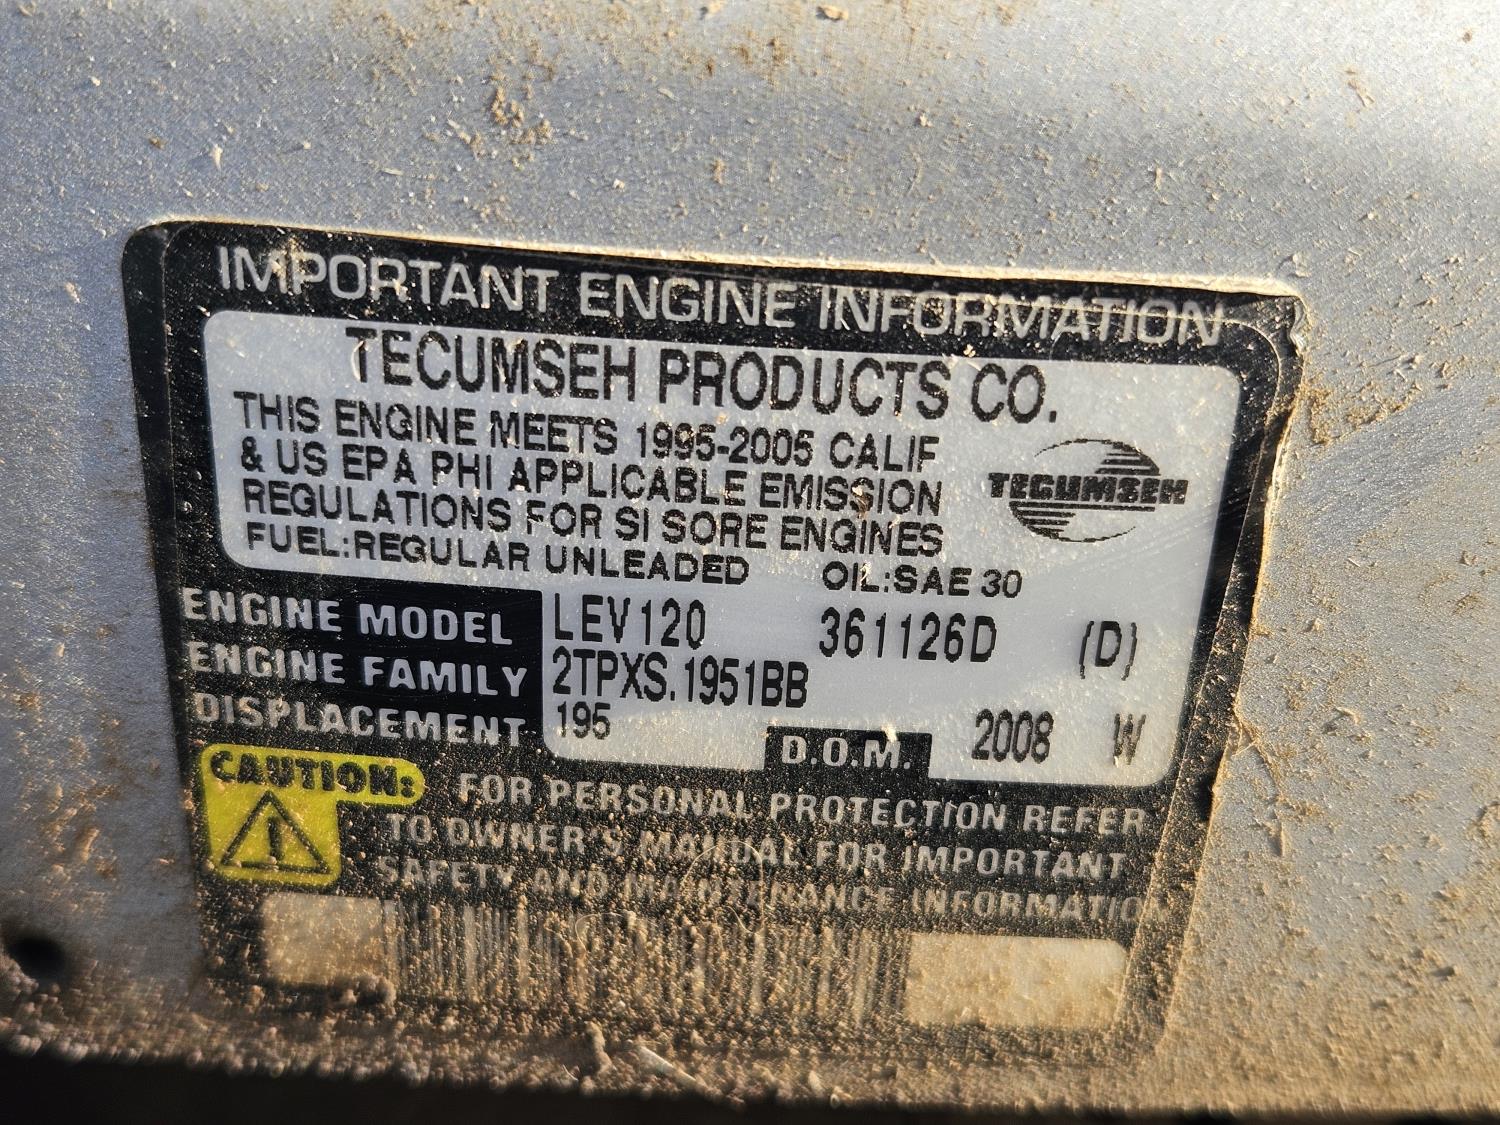 IMPORTANT ENGINE INFORMATION
TECUMSEH PRODUCTS CO.
THIS ENGINE MEETS 1995-2005 CALIF
& US EPA PHI APPLICABLE EMISSION
REGULATIONS FOR SI SORE ENGINES
FUEL:REGULAR UNLEADED OIL:SAE 30
TECUMSEH
ENGINE MODEL LEV120 361126D (D)
ENGINE FAMILY 2TPXS.1951BB
DISPLACEMENT 195 D.O.M. 2008 W
CAUTION: FOR PERSONAL PROTECTION REFER
TO OWNER'S MANUAL FOR IMPORTANT
SAFETY AND MAINTENANCE INFORMATION